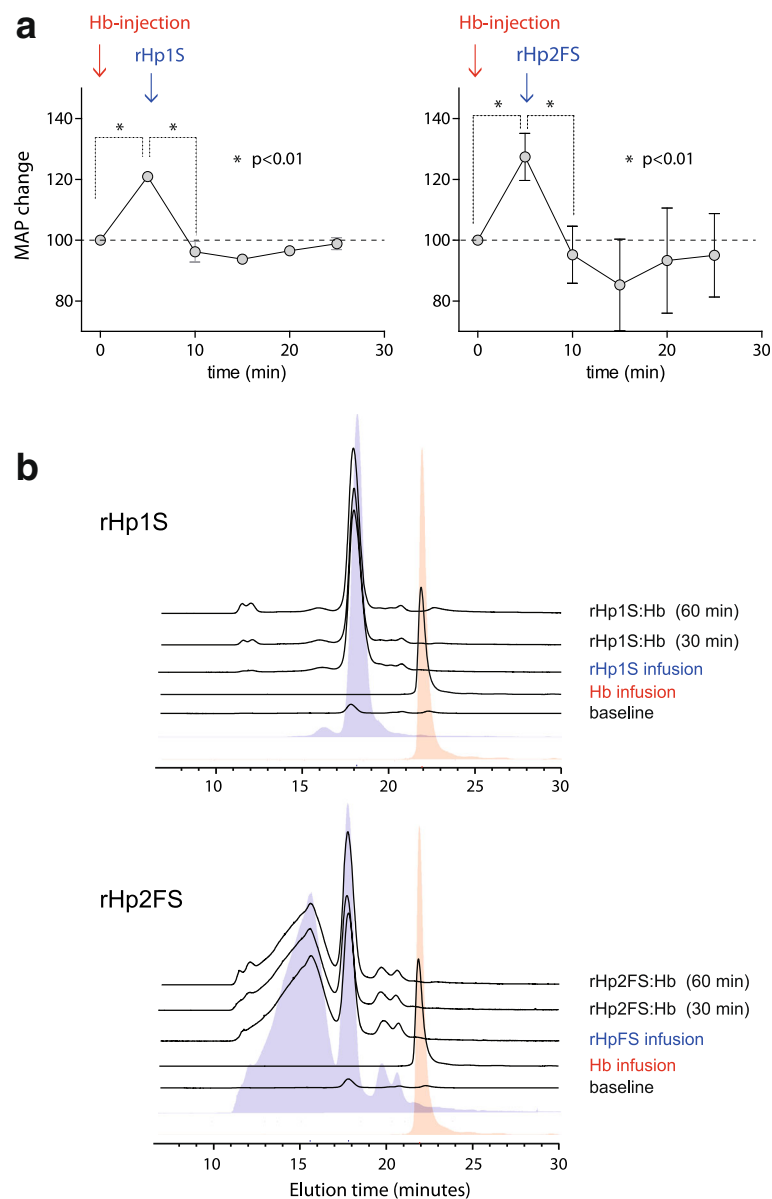 a
Hb-injection
rHp1S
MAP change
140
120
100
80
* *
* p<0.01
0 10 20 30
time (min)
Hb-injection
rHp2FS
140
120
100
80
* *
* p<0.01
0 10 20 30
time (min)
b
rHp1S
rHp1S:Hb (60 min)
rHp1S:Hb (30 min)
rHp1S infusion
Hb infusion
baseline
10 15 20 25 30
rHp2FS
rHp2FS:Hb (60 min)
rHp2FS:Hb (30 min)
rHpFS infusion
Hb infusion
baseline
10 15 20 25 30
Elution time (minutes)